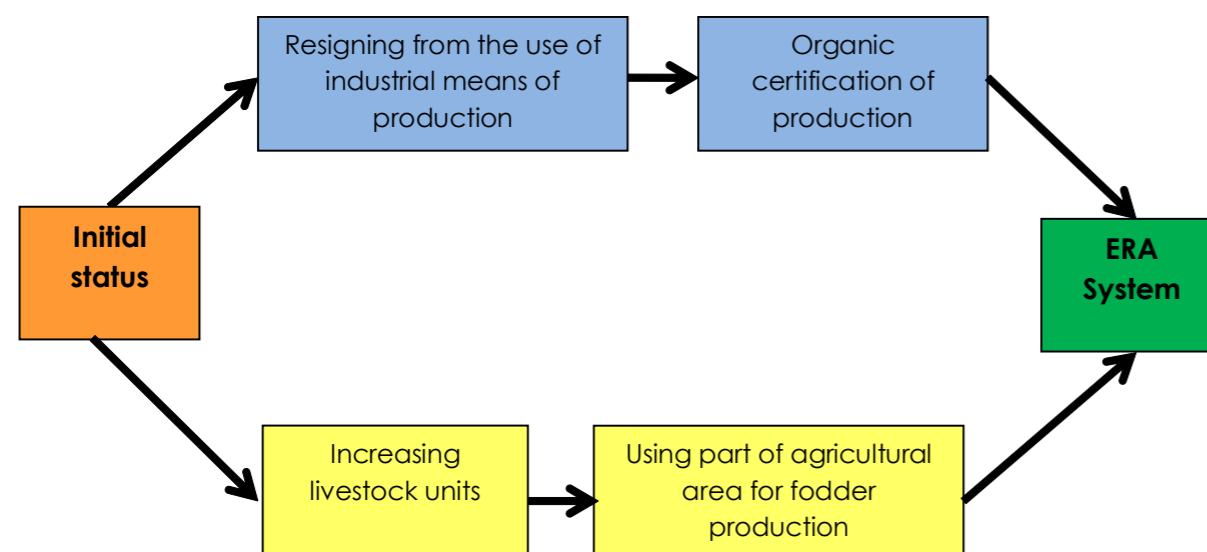 Resigning from the use of
industrial means of
production
Organic
certification of
production
Initial
status
ERA
System
Increasing
livestock units
Using part of agricultural
area for fodder
production